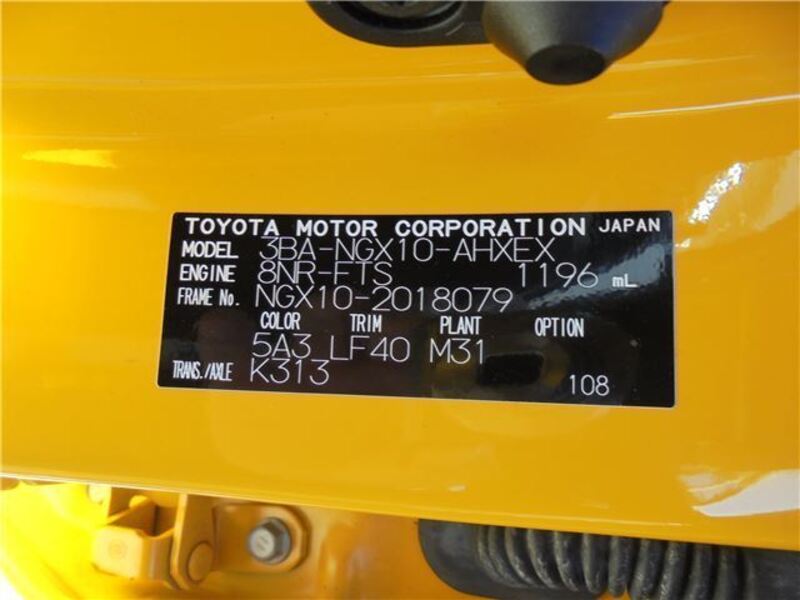 TOYOTA MOTOR CORPORATION JAPAN
MODEL 3BA-NGX10-AHXEX
ENGINE 8NR-FTS 1196 mL
FRAME No. NGX10-2018079
COLOR TRIM PLANT OPTION
5A3 LF40 M31
TRANS./AXLE K313 108